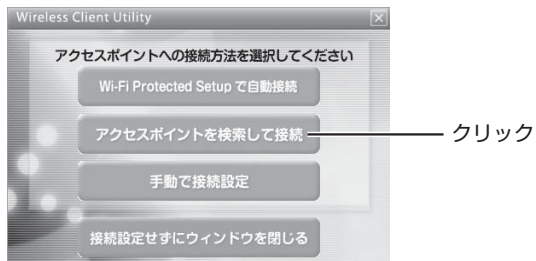 Wireless Client Utility
アクセスポイントへの接続方法を選択してください
Wi-Fi Protected Setup で自動接続
アクセスポイントを検索して接続
クリック
手動で接続設定
接続設定せずにウィンドウを閉じる